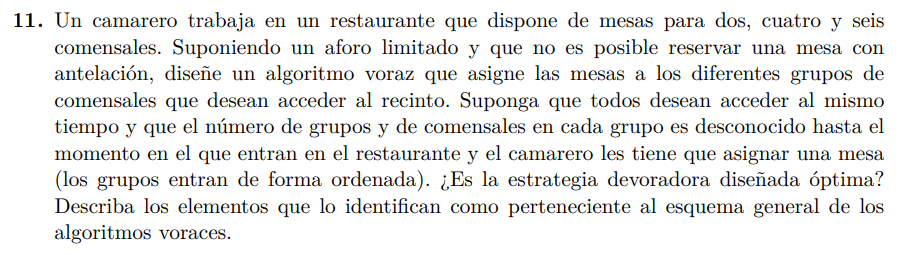 11. Un camarero trabaja en un restaurante que dispone de mesas para dos, cuatro y seis
comensales. Suponiendo un aforo limitado y que no es posible reservar una mesa con
antelación, diseñe un algoritmo voraz que asigne las mesas a los diferentes grupos de
comensales que desean acceder al recinto. Suponga que todos desean acceder al mismo
tiempo y que el número de grupos y de comensales en cada grupo es desconocido hasta el
momento en el que entran en el restaurante y el camarero les tiene que asignar una mesa
(los grupos entran de forma ordenada). ¿Es la estrategia devoradora diseñada óptima?
Describa los elementos que lo identifican como perteneciente al esquema general de los
algoritmos voraces.